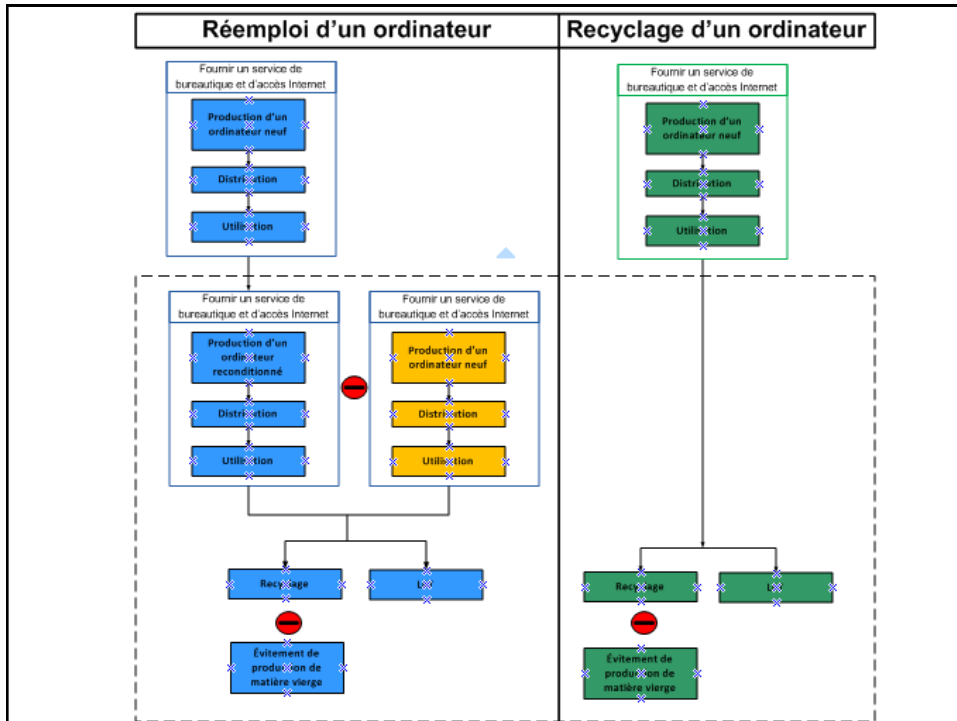 Réemploi d'un ordinateur
Recyclage d'un ordinateur
Fournir un service de
bureautique et d'accès Internet
Production d'un
ordinateur neuf
Distribution
Utilisation
Fournir un service de
bureautique et d'accès Internet
Production d'un
ordinateur neuf
Distribution
Utilisation
Fournir un service de
bureautique et d'accès Internet
Production d'un
ordinateur
reconditionné
Distribution
Utilisation
Fournir un service de
bureautique et d'accès Internet
Production d'un
ordinateur neuf
Distribution
Utilisation
Recyclage
Recyclage
Évitement de
production de
matière vierge
Évitement de
production de
matière vierge